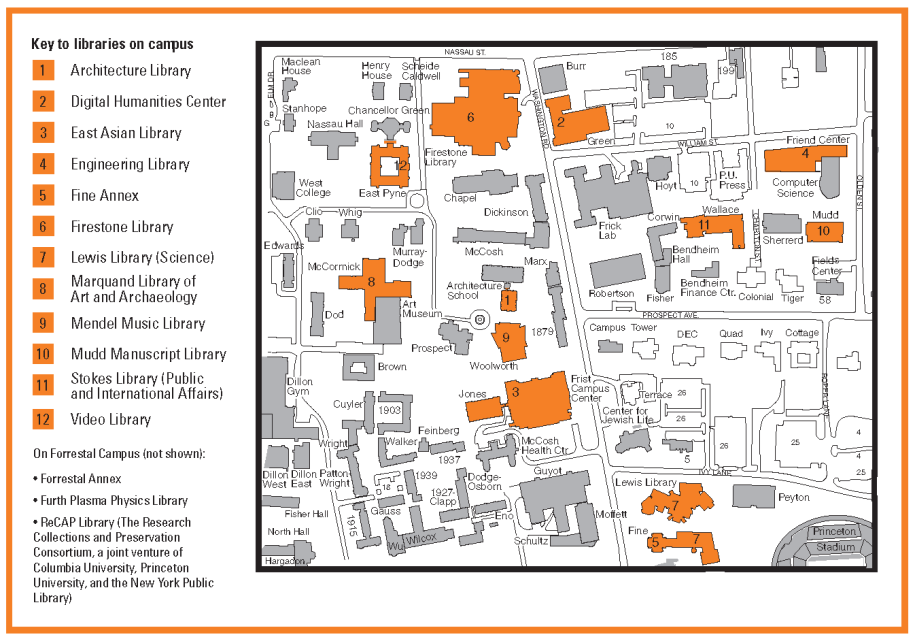 Key to libraries on campus
1 Architecture Library
2 Digital Humanities Center
3 East Asian Library
4 Engineering Library
5 Fine Annex
6 Firestone Library
7 Lewis Library (Science)
8 Marquand Library of
Art and Archaeology
9 Mendel Music Library
10 Mudd Manuscript Library
11 Stokes Library (Public
and International Affairs)
12 Video Library
On Forrestal Campus (not shown):
• Forrestal Annex
• Furth Plasma Physics Library
• ReCAP Library (The Research
Collections and Preservation
Consortium, a joint venture of
Columbia University, Princeton
University, and the New York Public
Library)
NASSAU ST.
Maclean
House
Henry
House
Scheide
Caldwell
Burr
185
199
ELM DR.
Stanhope
Chancellor Green
Nassau Hall
6
WASHINGTON RD.
2
10
Green
WILLIAM ST.
Friend Center
4
Firestone
Library
12
East Pyne
West
College
Chapel
Hoyt
10
P.U.
Press
Computer
Science
OLDEN ST.
Clio
Whig
Dickinson
Frick
Lab
Corwin
Wallace
11
CHARLTON ST.
Sherrerd
Mudd
10
Edwards
Murray-
Dodge
McCosh
Bendheim
Hall
Fields
Center
McCormick
8
Marx
Architecture
School
1
Robertson
Fisher
Bendheim
Finance Ctr.
Colonial
Tiger
58
Dod
Art
Museum
PROSPECT AVE.
Prospect
9
1879
Campus
Tower
DEC
Quad
Ivy
Cottage
Woolworth
Brown
Dillon
Gym
Jones
3
Frist
Campus
Center
Terrace
26
Cuyler
1903
Center for
Jewish Life
26
Feinberg
Wright
Walker
McCosh
Health Ctr
26
25
4
4
1937
5
IVY LANE
25
Dillon
West
Dillon
East
Patton-
Wright
1939
Dodge-
Osborn
Guyot
Lewis Library
7
Peyton
18
1927-
Clapp
Fisher Hall
Gauss
Eno
Moffett
North Hall
1915
Wu
Wilcox
Schultz
Fine
5
7
Princeton
Stadium
Hargadon